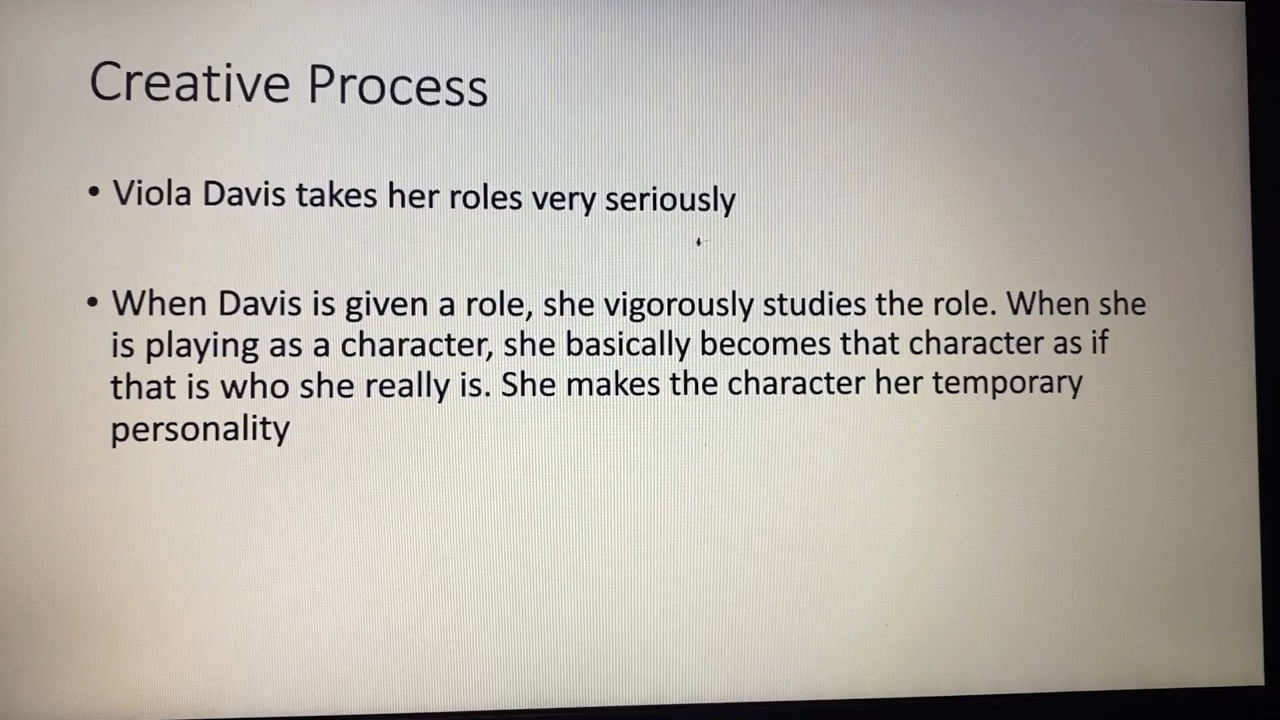 Creative Process
• Viola Davis takes her roles very seriously
• When Davis is given a role, she vigorously studies the role. When she
is playing as a character, she basically becomes that character as if
that is who she really is. She makes the character her temporary
personality